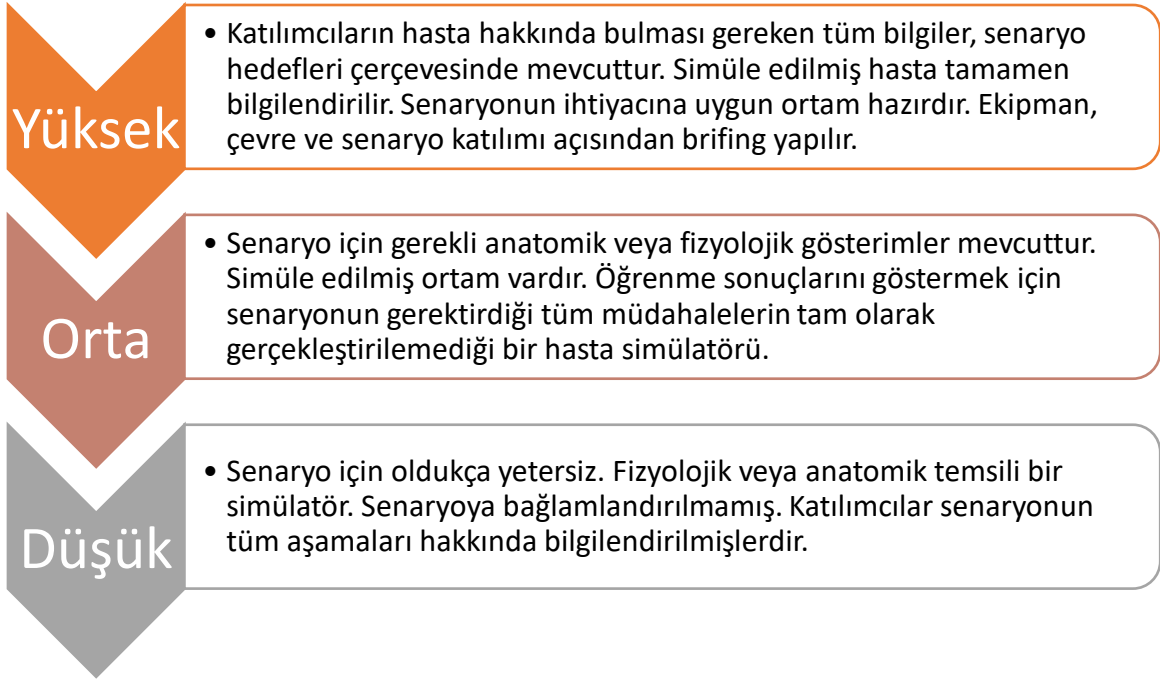 Yüksek
• Katılımcıların hasta hakkında bulması gereken tüm bilgiler, senaryo
hedefleri çerçevesinde mevcuttur. Simüle edilmiş hasta tamamen
bilgilendirilir. Senaryonun ihtiyacına uygun ortam hazırdır. Ekipman,
çevre ve senaryo katılımı açısından brifing yapılır.
Orta
• Senaryo için gerekli anatomik veya fizyolojik gösterimler mevcuttur.
Simüle edilmiş ortam vardır. Öğrenme sonuçlarını göstermek için
senaryonun gerektirdiği tüm müdahalelerin tam olarak
gerçekleştirilemediği bir hasta simülatörü.
Düşük
• Senaryo için oldukça yetersiz. Fizyolojik veya anatomik temsili bir
simülatör. Senaryoya bağlamlandırılmamış. Katılımcılar senaryonun
tüm aşamaları hakkında bilgilendirilmişlerdir.